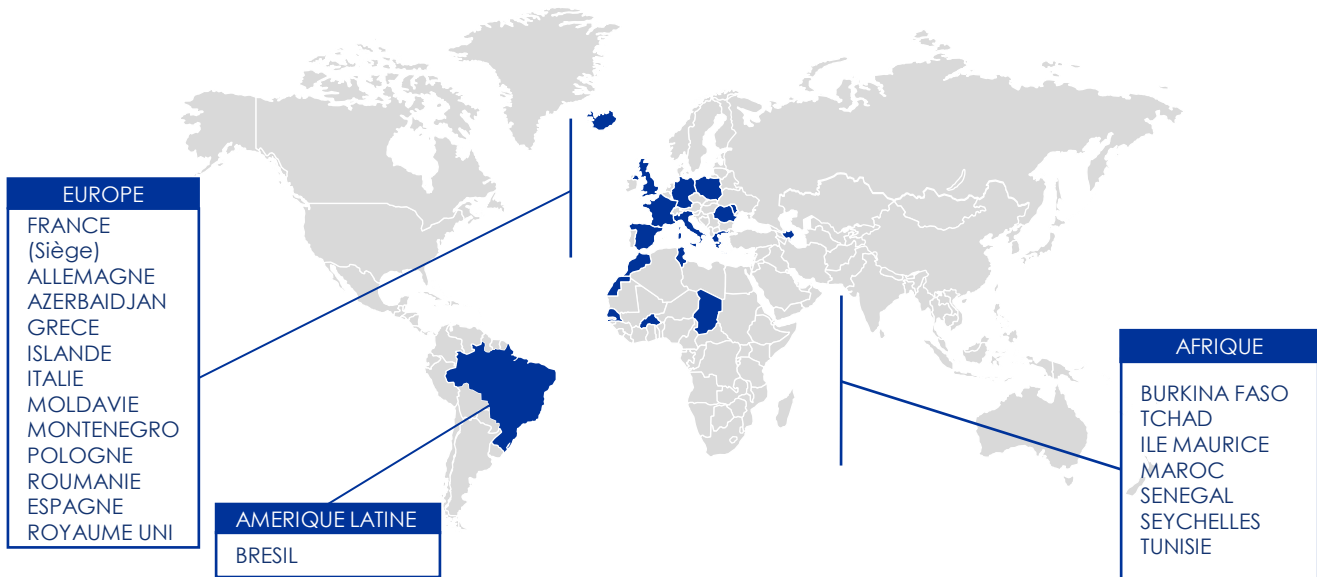 EUROPE
FRANCE
(Siège)
ALLEMAGNE
AZERBAIDJAN
GRECE
ISLANDE
ITALIE
MOLDAVIE
MONTENEGRO
POLOGNE
ROUMANIE
ESPAGNE
ROYAUME UNI
AMERIQUE LATINE
BRESIL
AFRIQUE
BURKINA FASO
TCHAD
ILE MAURICE
MAROC
SENEGAL
SEYCHELLES
TUNISIE